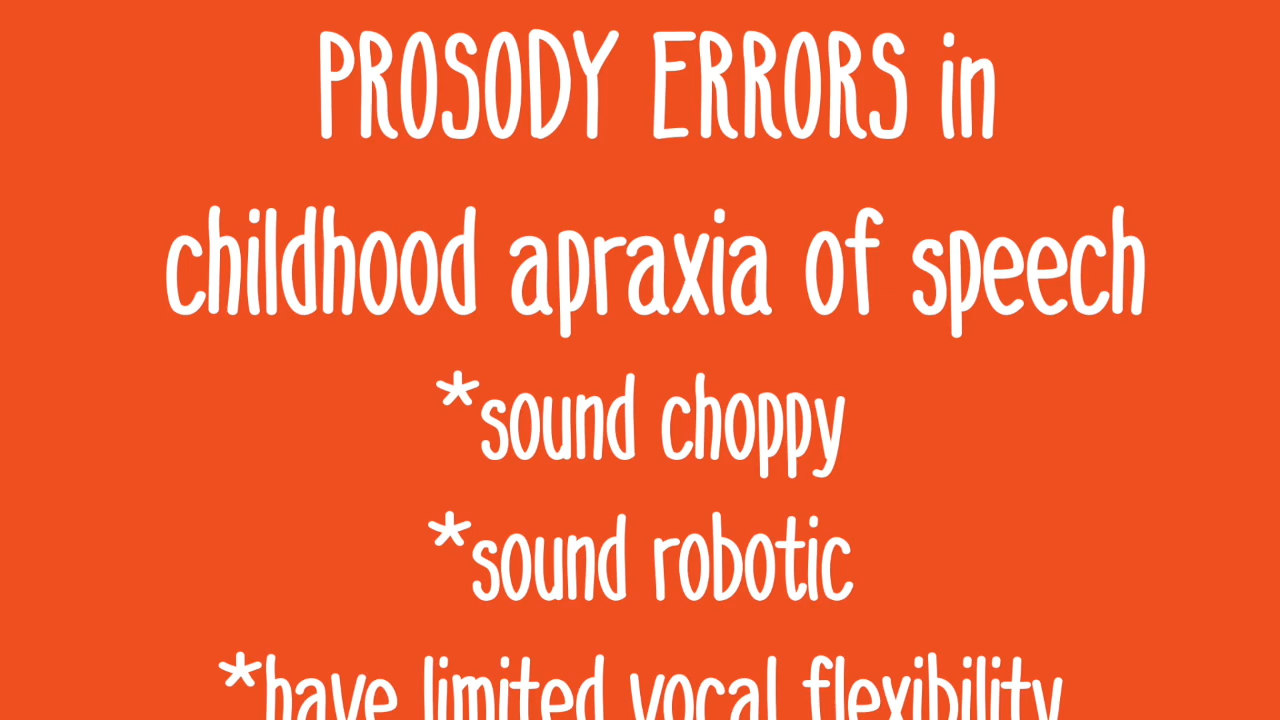 PROSODY ERRORS in
childhood apraxia of speech
*sound choppy
*sound robotic
*have limited vocal flexibility